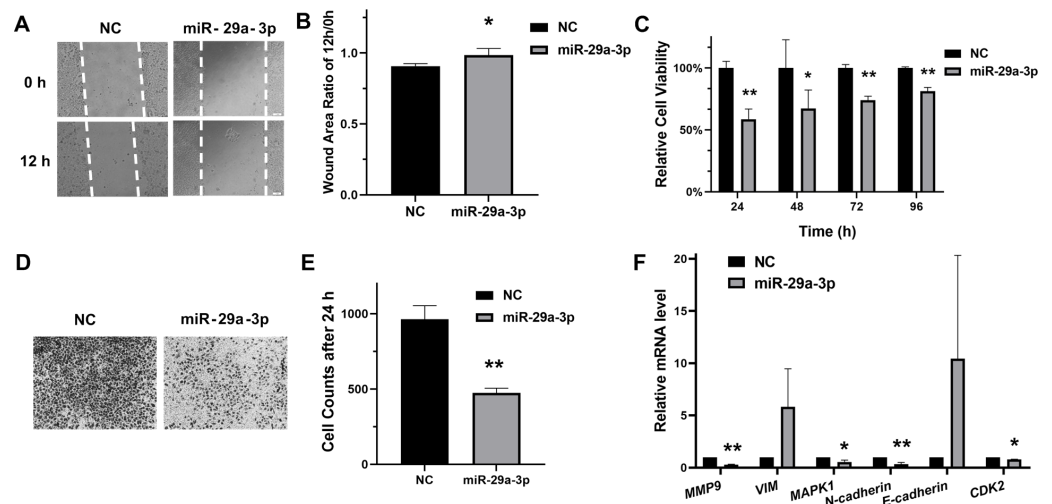 A
NC
miR- 29a- 3p
0 h
12 h
B
Wound Area Ratio of 12h/0h
1.5
1.0
0.5
0.0
*
NC
miR-29a-3p
NC
miR-29a-3p
C
Relative Cell Viability
100%
50%
0%
**
*
**
**
NC
miR-29a-3p
24
48
72
96
Time (h)
D
NC
miR-29a-3p
E
Cell Counts after 24 h
1000
500
0
**
NC
miR-29a-3p
NC
miR-29a-3p
F
Relative mRNA level
20
15
10
5
0
NC
miR-29a-3p
**
*
**
*
MMP9
VIM
MAPK1
N-cadherin
E-cadherin
CDK2